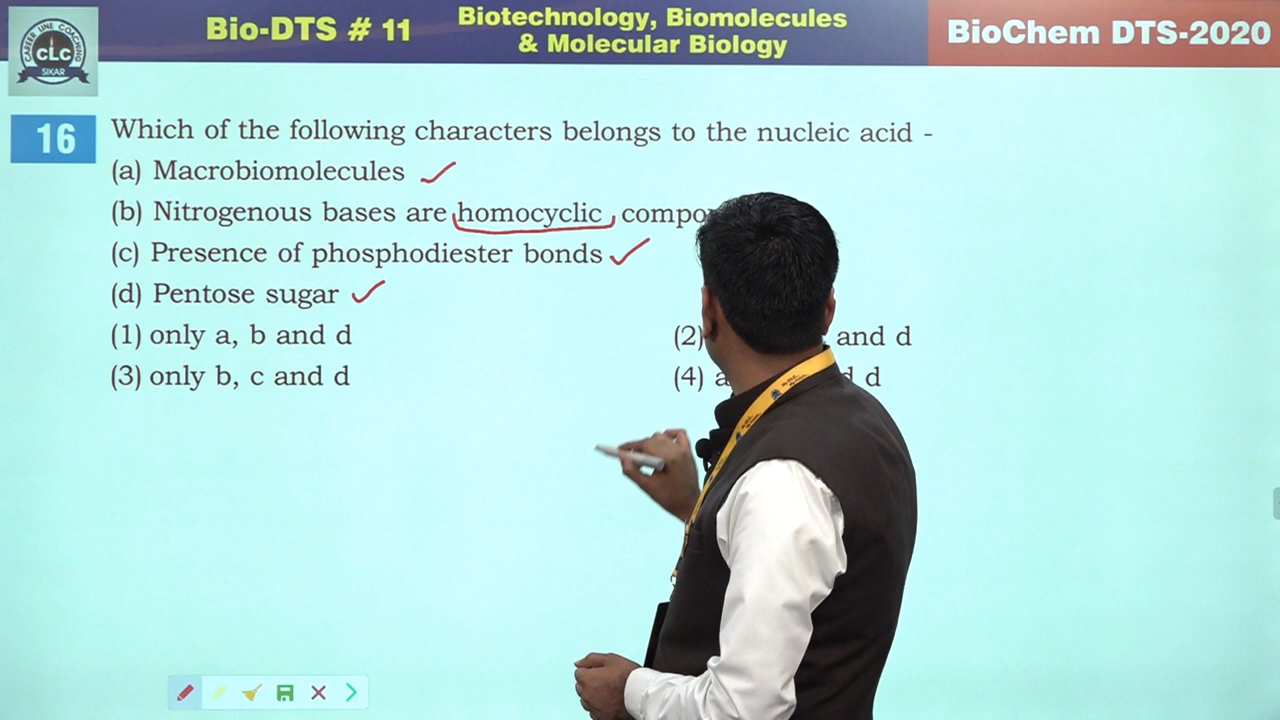 Bio-DTS # 11
Biotechnology, Biomolecules
& Molecular Biology
BioChem DTS-2020
CAREER LINE COACHING
CLC
SIKAR
16
Which of the following characters belongs to the nucleic acid -
(a) Macrobiomolecules
(b) Nitrogenous bases are homocyclic
(c) Presence of phosphodiester bonds
(d) Pentose sugar
(1) only a, b and d
(2) and d
(3) only b, c and d
(4) a d